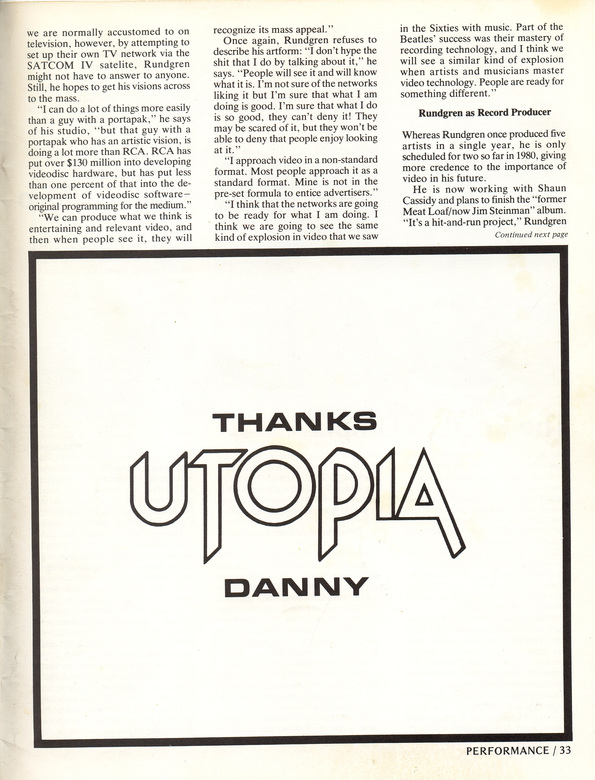 we are normally accustomed to on
television, however, by attempting to
set up their own TV network via the
SATCOM IV satelite, Rundgren
might not have to answer to anyone.
Still, he hopes to get his visions across
to the mass.
"I can do a lot of things more easily
than a guy with a portapak," he says
of his studio, "but that guy with a
portapak who has an artistic vision, is
doing a lot more than RCA. RCA has
put over $130 million into developing
videodisc hardware, but has put less
than one percent of that into the de-
velopment of videodisc software—
original programming for the medium."
"We can produce what we think is
entertaining and relevant video, and
then when people see it, they will
recognize its mass appeal."
Once again, Rundgren refuses to
describe his artform: "I don't hype the
shit that I do by talking about it," he
says. "People will see it and will know
what it is. I'm not sure of the networks
liking it but I'm sure that what I am
doing is good. I'm sure that what I do
is so good, they can't deny it! They
may be scared of it, but they won't be
able to deny that people enjoy looking
at it."
"I approach video in a non-standard
format. Most people approach it as a
standard format. Mine is not in the
pre-set formula to entice advertisers."
"I think that the networks are going
to be ready for what I am doing. I
think we are going to see the same
kind of explosion in video that we saw
in the Sixties with music. Part of the
Beatles' success was their mastery of
recording technology, and I think we
will see a similar kind of explosion
when artists and musicians master
video technology. People are ready for
something different."
Rundgren as Record Producer
Whereas Rundgren once produced five
artists in a single year, he is only
scheduled for two so far in 1980, giving
more credence to the importance of
video in his future.
He is now working with Shaun
Cassidy and plans to finish the "former
Meat Loaf/now Jim Steinman" album.
"It's a hit-and-run project," Rundgren
Continued next page
THANKS
UTOPIA
DANNY
PERFORMANCE / 33